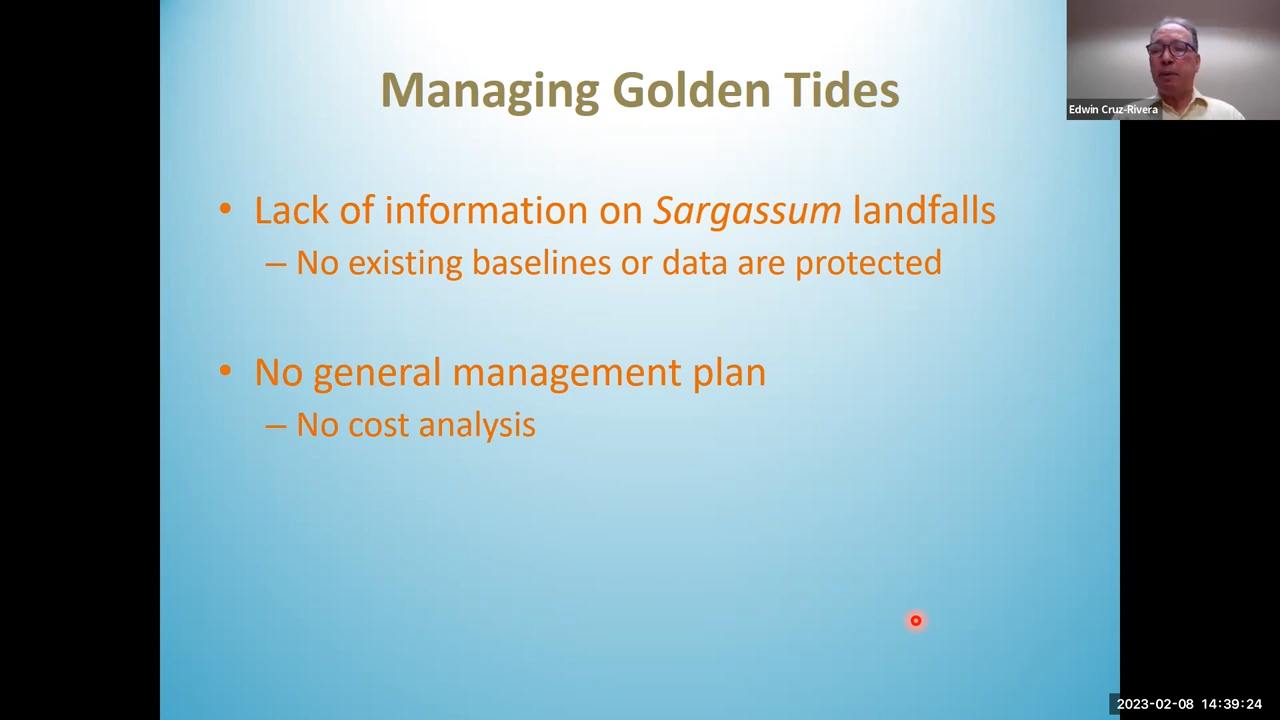 Managing Golden Tides
Edwin Cruz-Rivera
• Lack of information on Sargassum landfalls
– No existing baselines or data are protected
• No general management plan
– No cost analysis
2023-02-08 14:39:24